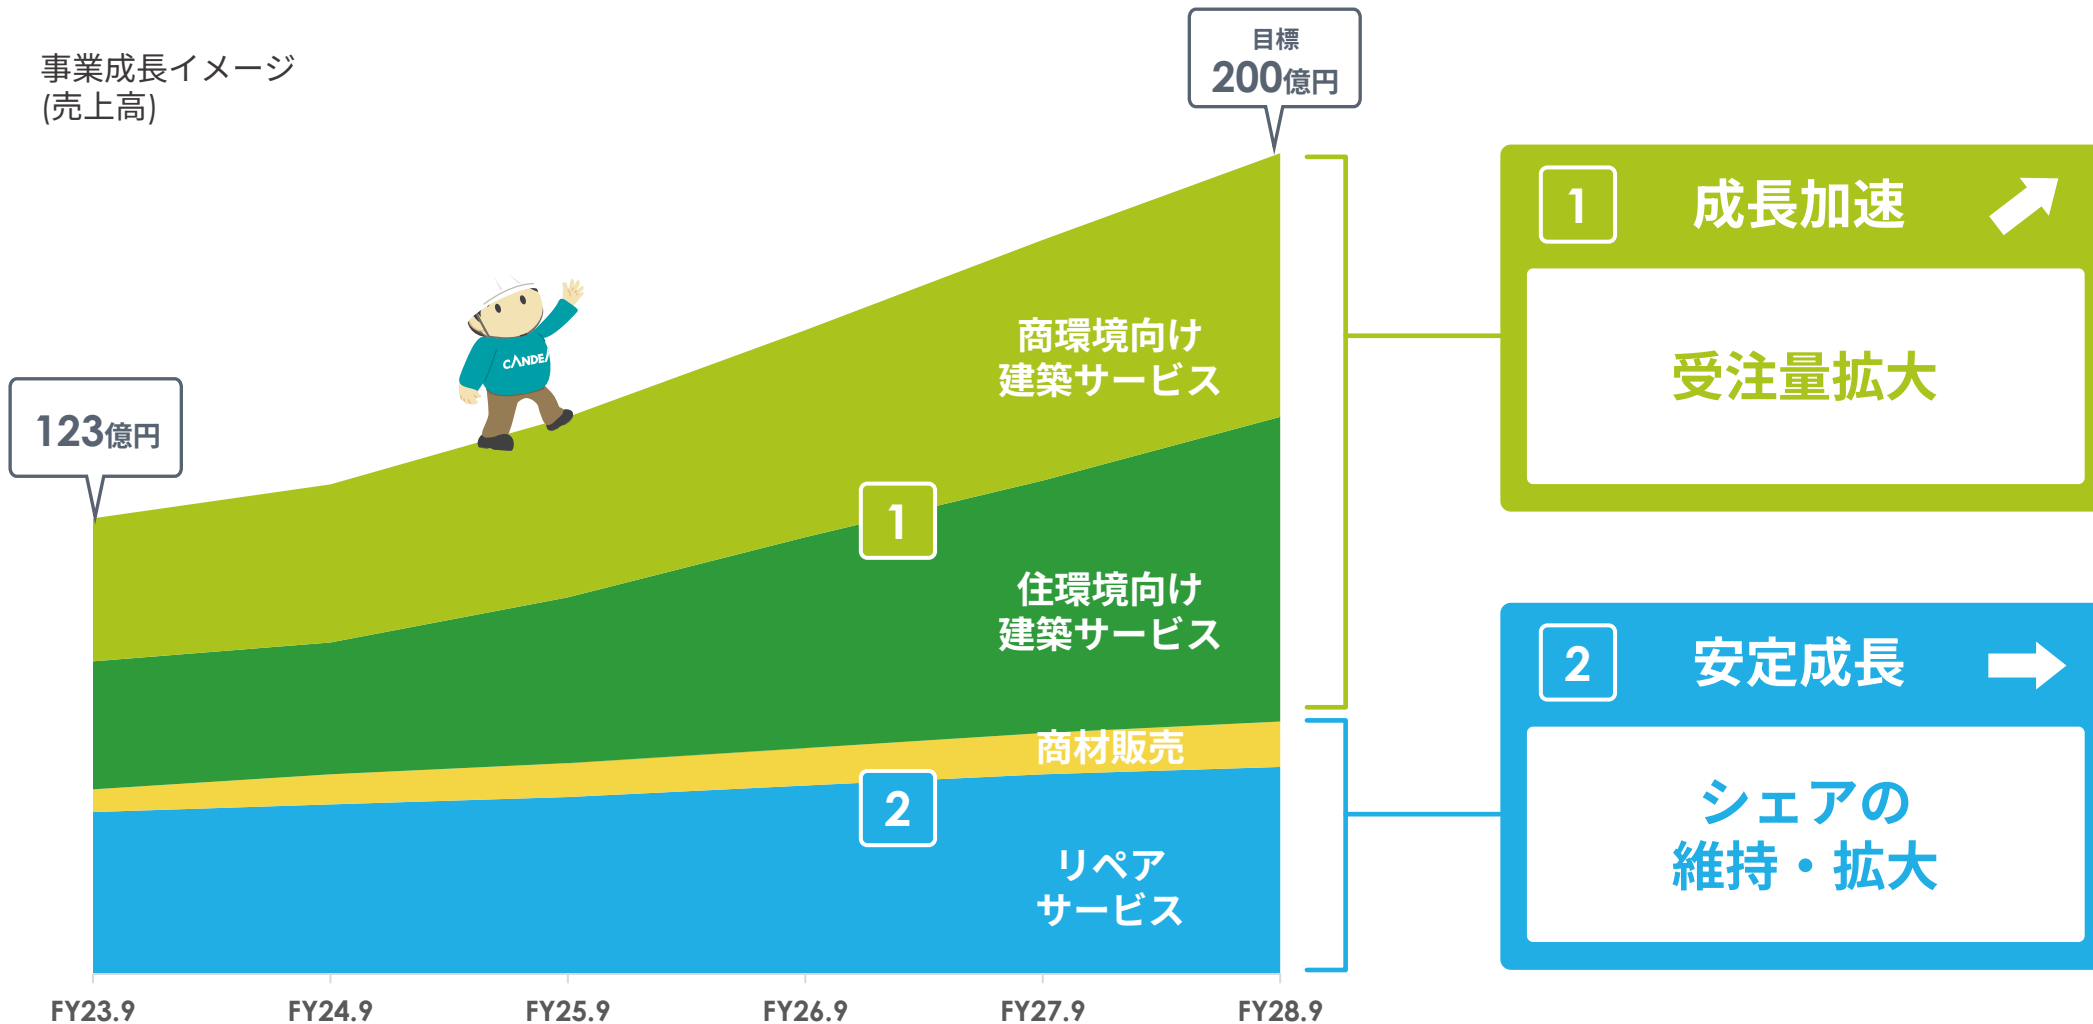 事業成長イメージ
(売上高)
目標
200億円
123億円
CANDEA
商環境向け
建築サービス
1
住環境向け
建築サービス
商材販売
2
リペア
サービス
FY23.9
FY24.9
FY25.9
FY26.9
FY27.9
FY28.9
1
成長加速
受注量拡大
2
安定成長
シェアの
維持・拡大